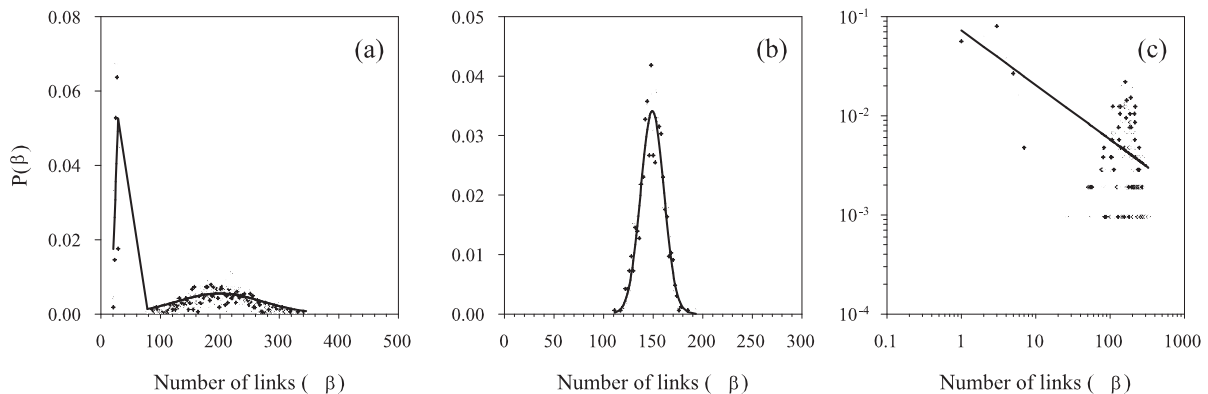 P(β)
0.08
0.06
0.04
0.02
0.00
(a)
0 100 200 300 400 500
Number of links ( β)
0.05
0.04
0.03
0.02
0.01
0.00
(b)
0 50 100 150 200 250 300
Number of links ( β)
10⁻¹
10⁻²
10⁻³
10⁻⁴
(c)
0.1 1 10 100 1000
Number of links ( β)